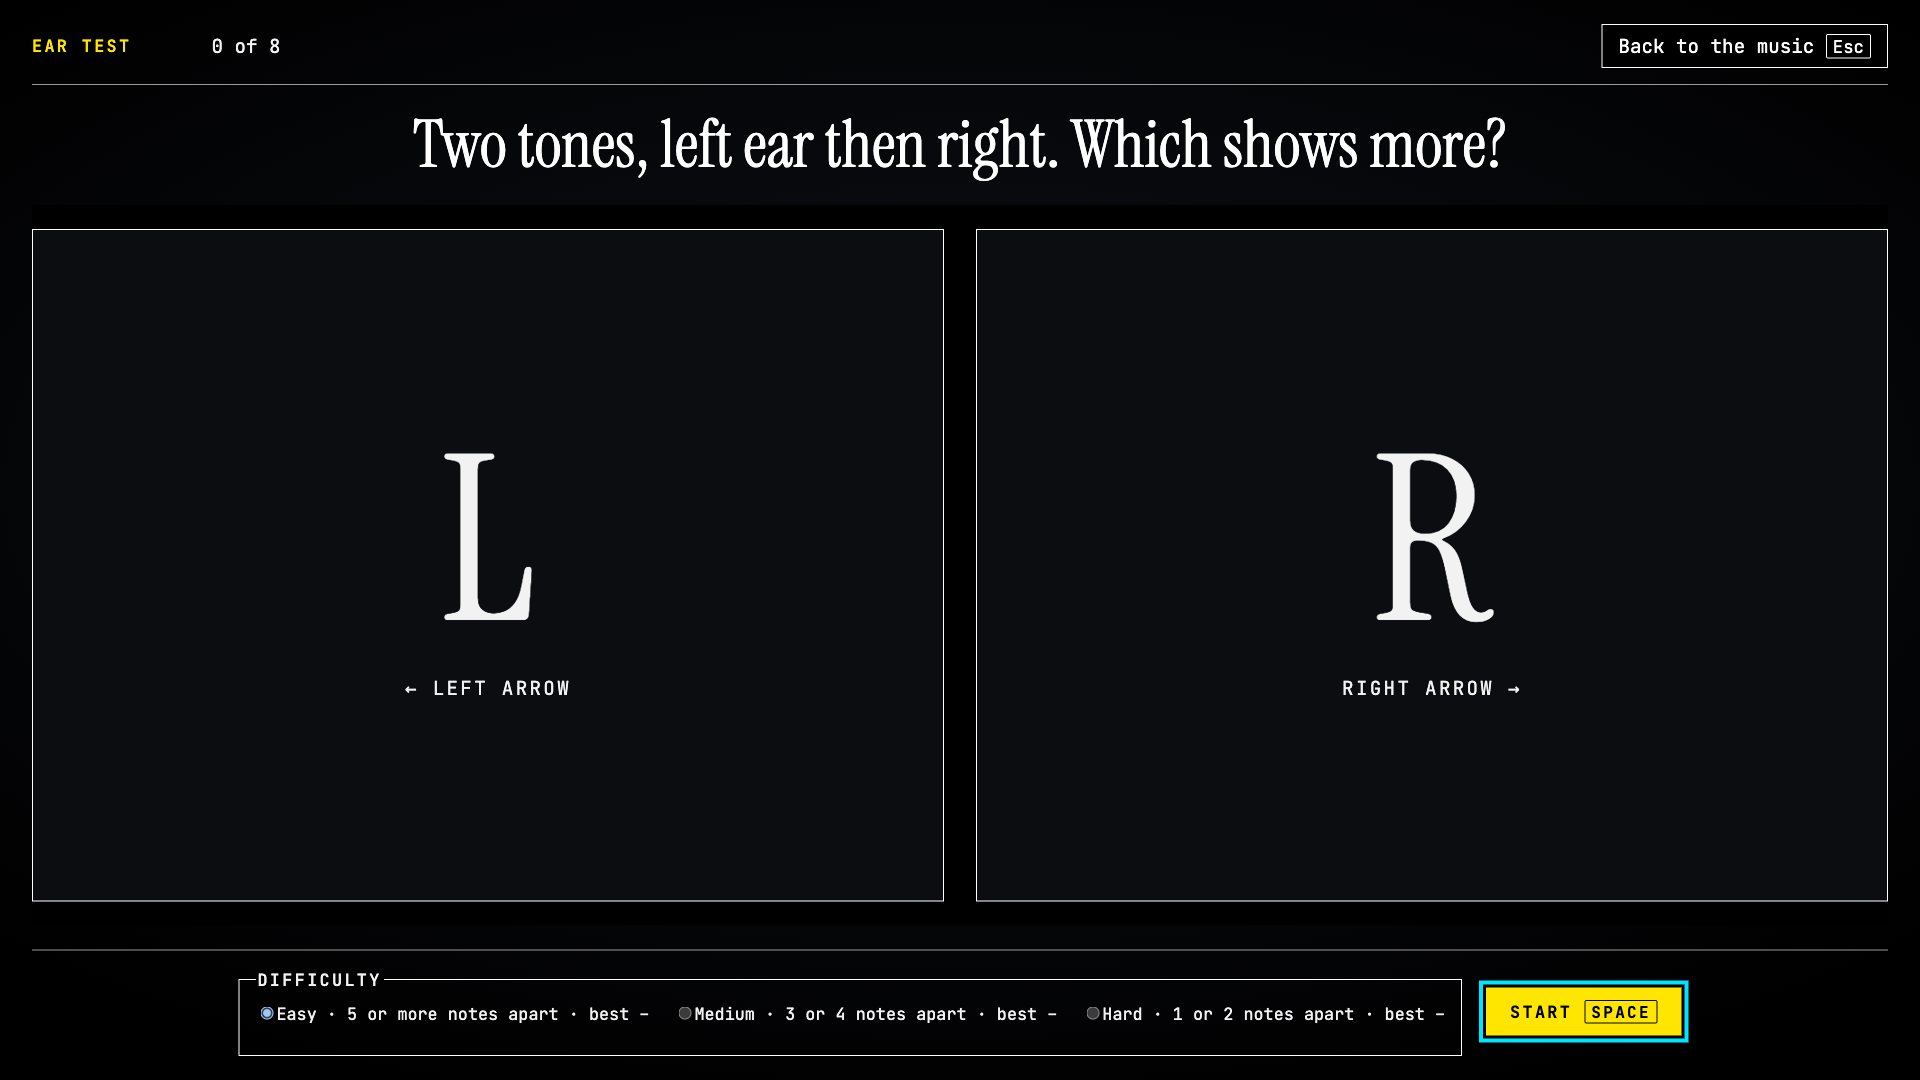 EAR TEST 0 of 8 Back to the music Esc
Two tones, left ear then right. Which shows more?
L R
← LEFT ARROW RIGHT ARROW →
DIFFICULTY
Easy · 5 or more notes apart · best – Medium · 3 or 4 notes apart · best – Hard · 1 or 2 notes apart · best – START SPACE